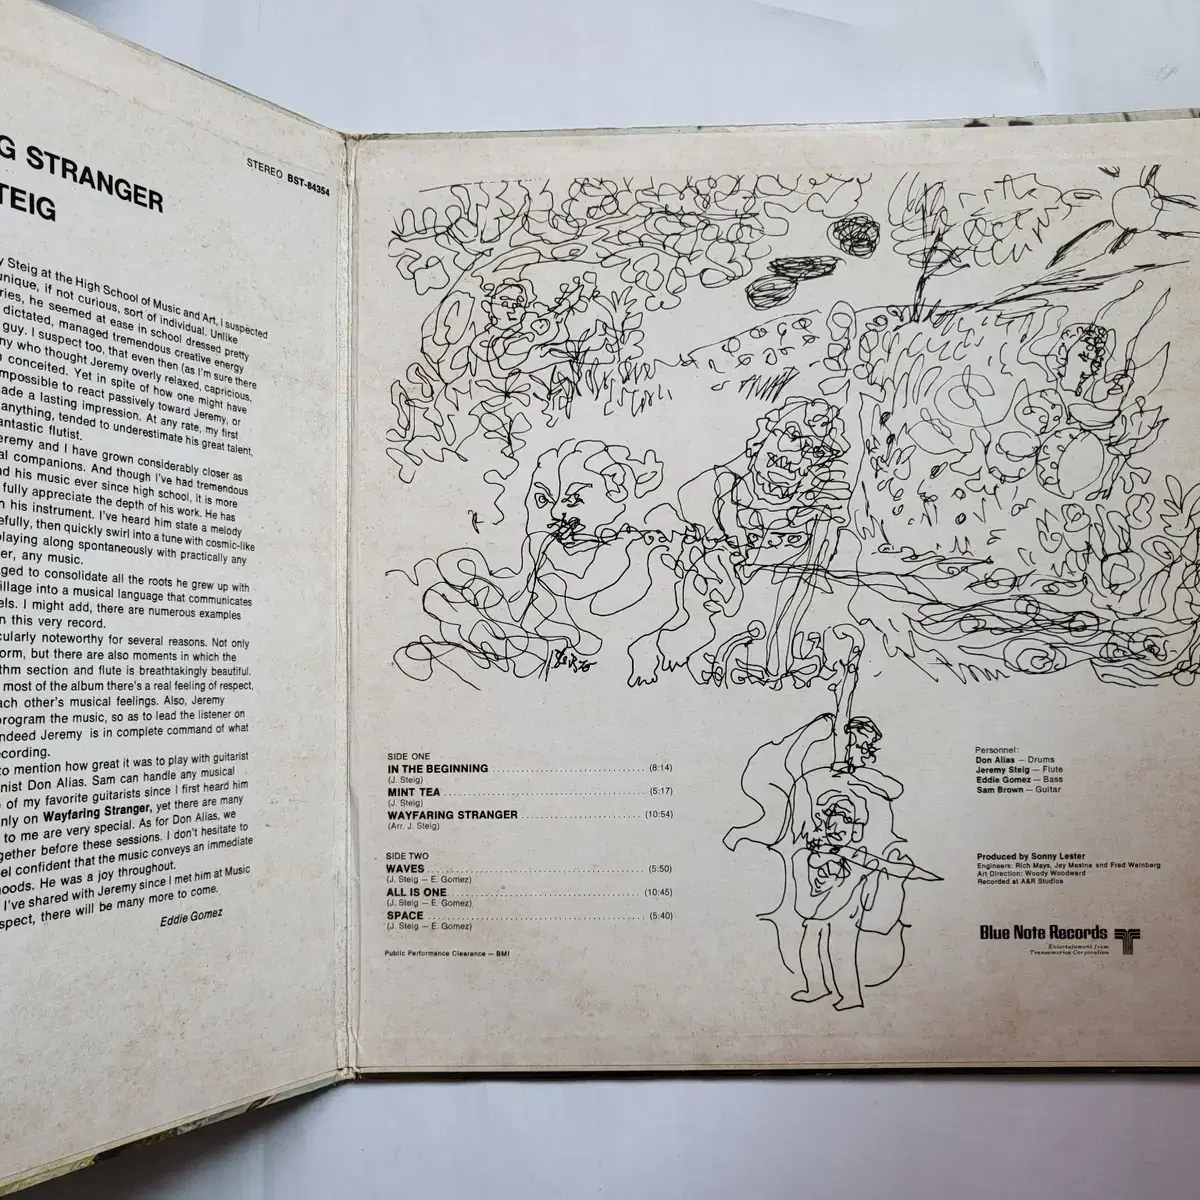 G STRANGER
TEIG
STEREO BST-84354
y Steig at the High School of Music and Art, I suspected
unique, if not curious, sort of individual. Unlike
ries, he seemed at ease in school dressed pretty
dictated, managed tremendous creative energy
guy. I suspect too, that even then (as I'm sure there
ny who thought Jeremy overly relaxed, capricious,
conceited. Yet in spite of how one might have
mpossible to react passively toward Jeremy, or
ade a lasting impression. At any rate, my first
anything, tended to underestimate his great talent,
antastic flutist.
eremy and I have grown considerably closer as
al companions. And though I've had tremendous
nd his music ever since high school, it is more
fully appreciate the depth of his work. He has
n his instrument. I've heard him state a melody
efully, then quickly swirl into a tune with cosmic-like
playing along spontaneously with practically any
er, any music.
ged to consolidate all the roots he grew up with
illage into a musical language that communicates
els. I might add, there are numerous examples
n this very record.
cularly noteworthy for several reasons. Not only
orm, but there are also moments in which the
thm section and flute is breathtakingly beautiful.
most of the album there's a real feeling of respect,
ach other's musical feelings. Also, Jeremy
program the music, so as to lead the listener on
ndeed Jeremy is in complete command of what
cording.
to mention how great it was to play with guitarist
nist Don Alias. Sam can handle any musical
of my favorite guitarists since I first heard him
nly on Wayfaring Stranger, yet there are many
to me are very special. As for Don Alias, we
gether before these sessions. I don't hesitate to
el confident that the music conveys an immediate
oods. He was a joy throughout.
I've shared with Jeremy since I met him at Music
spect, there will be many more to come.
Eddie Gomez
SIDE ONE
IN THE BEGINNING (8:14)
(J. Steig)
MINT TEA (5:17)
(J. Steig)
WAYFARING STRANGER (10:54)
(Arr. J. Steig)
SIDE TWO
WAVES (5:50)
(J. Steig — E. Gomez)
ALL IS ONE (10:45)
(J. Steig — E. Gomez)
SPACE (5:40)
(J. Steig — E. Gomez)
Public Performance Clearance — BMI
Personnel:
Don Alias — Drums
Jeremy Steig — Flute
Eddie Gomez — Bass
Sam Brown — Guitar
Produced by Sonny Lester
Engineers: Rich Mays, Jay Mesina and Fred Weinberg
Art Direction: Woody Woodward
Recorded at A&R Studios
Blue Note Records
Entertainment from
Transamerica Corporation